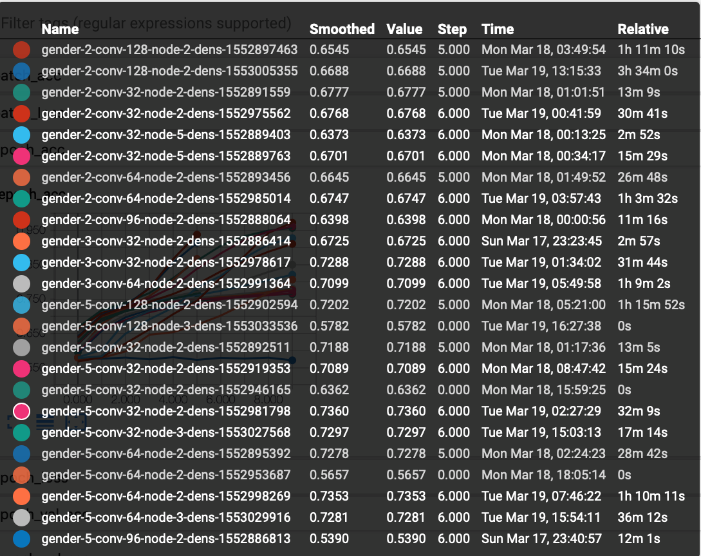 Filter tags (regular expressions supported)
Name Smoothed Value Step Time Relative
gender-2-conv-128-node-2-dens-1552897463 0.6545 0.6545 5.000 Mon Mar 18, 03:49:54 1h 11m 10s
gender-2-conv-128-node-2-dens-1553005355 0.6688 0.6688 5.000 Tue Mar 19, 13:15:33 3h 34m 0s
gender-2-conv-32-node-2-dens-1552891559 0.6777 0.6777 5.000 Mon Mar 18, 01:01:51 13m 9s
gender-2-conv-32-node-2-dens-1552975562 0.6768 0.6768 6.000 Tue Mar 19, 00:41:59 30m 41s
gender-2-conv-32-node-5-dens-1552889403 0.6373 0.6373 6.000 Mon Mar 18, 00:13:25 2m 52s
gender-2-conv-32-node-5-dens-1552889763 0.6701 0.6701 6.000 Mon Mar 18, 00:34:17 15m 29s
gender-2-conv-64-node-2-dens-1552893456 0.6645 0.6645 5.000 Mon Mar 18, 01:49:52 26m 48s
gender-2-conv-64-node-2-dens-1552985014 0.6747 0.6747 6.000 Tue Mar 19, 03:57:43 1h 3m 32s
gender-2-conv-96-node-2-dens-1552888064 0.6398 0.6398 6.000 Mon Mar 18, 00:00:56 11m 16s
gender-3-conv-32-node-2-dens-1552886414 0.6725 0.6725 6.000 Sun Mar 17, 23:23:45 2m 57s
gender-3-conv-32-node-2-dens-1552978617 0.7288 0.7288 6.000 Tue Mar 19, 01:34:02 31m 44s
gender-3-conv-64-node-2-dens-1552991364 0.7099 0.7099 6.000 Tue Mar 19, 05:49:58 1h 9m 2s
gender-5-conv-128-node-2-dens-1552902594 0.7202 0.7202 5.000 Mon Mar 18, 05:21:00 1h 15m 52s
gender-5-conv-128-node-3-dens-1553033536 0.5782 0.5782 0.000 Tue Mar 19, 16:27:38 0s
gender-5-conv-32-node-2-dens-1552892511 0.7188 0.7188 5.000 Mon Mar 18, 01:17:36 13m 5s
gender-5-conv-32-node-2-dens-1552919353 0.7089 0.7089 6.000 Mon Mar 18, 08:47:42 15m 24s
gender-5-conv-32-node-2-dens-1552946165 0.6362 0.6362 0.000 Mon Mar 18, 15:59:25 0s
gender-5-conv-32-node-2-dens-1552981798 0.7360 0.7360 6.000 Tue Mar 19, 02:27:29 32m 9s
gender-5-conv-32-node-3-dens-1553027568 0.7297 0.7297 6.000 Tue Mar 19, 15:03:13 17m 14s
gender-5-conv-64-node-2-dens-1552895392 0.7278 0.7278 5.000 Mon Mar 18, 02:24:23 28m 42s
gender-5-conv-64-node-2-dens-1552953687 0.5657 0.5657 0.000 Mon Mar 18, 18:05:14 0s
gender-5-conv-64-node-2-dens-1552998269 0.7353 0.7353 6.000 Tue Mar 19, 07:46:22 1h 10m 11s
gender-5-conv-64-node-3-dens-1553029916 0.7281 0.7281 6.000 Tue Mar 19, 15:54:11 36m 12s
gender-5-conv-96-node-2-dens-1552886813 0.5390 0.5390 6.000 Sun Mar 17, 23:40:57 12m 1s